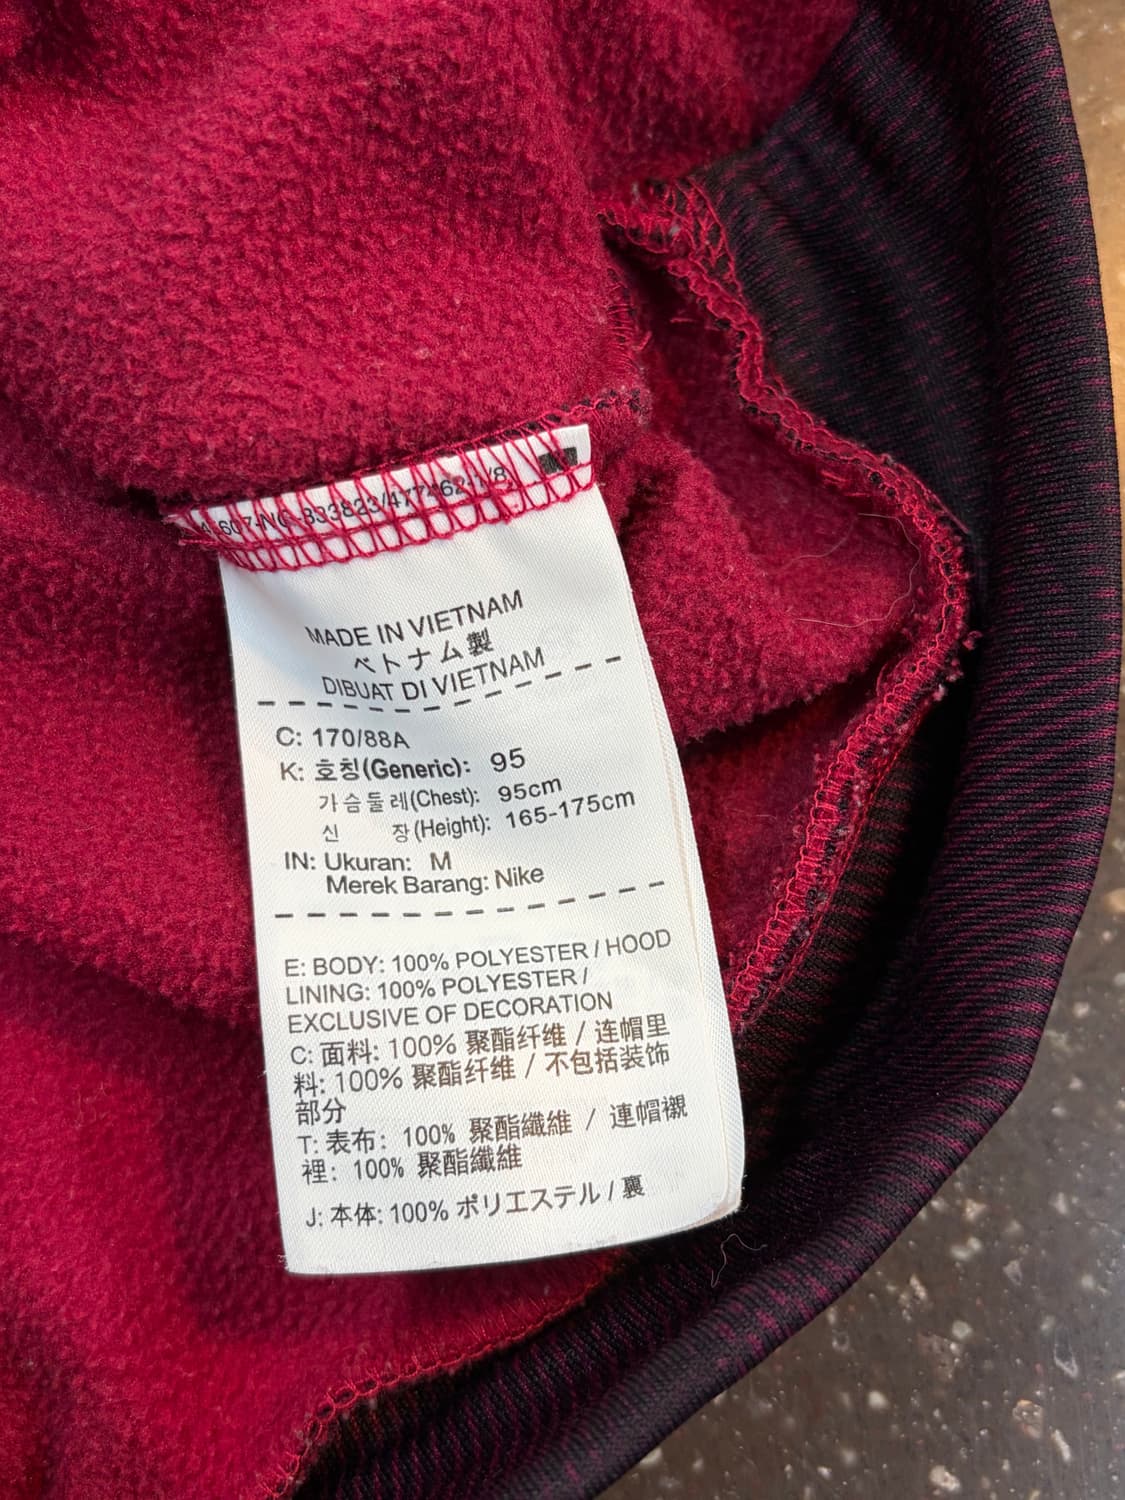 MADE IN VIETNAM
ベトナム製
DIBUAT DI VIETNAM
C: 170/88A
K: 호칭(Generic): 95
가슴둘레(Chest): 95cm
신 장(Height): 165-175cm
IN: Ukuran: M
Merek Barang: Nike
E: BODY: 100% POLYESTER / HOOD
LINING: 100% POLYESTER /
EXCLUSIVE OF DECORATION
C: 面料: 100% 聚酯纤维 / 连帽里
料: 100% 聚酯纤维 / 不包括装饰
部分
T: 表布: 100% 聚酯纖維 / 連帽襯
裡: 100% 聚酯纖維
J: 本体: 100% ポリエステル / 裏